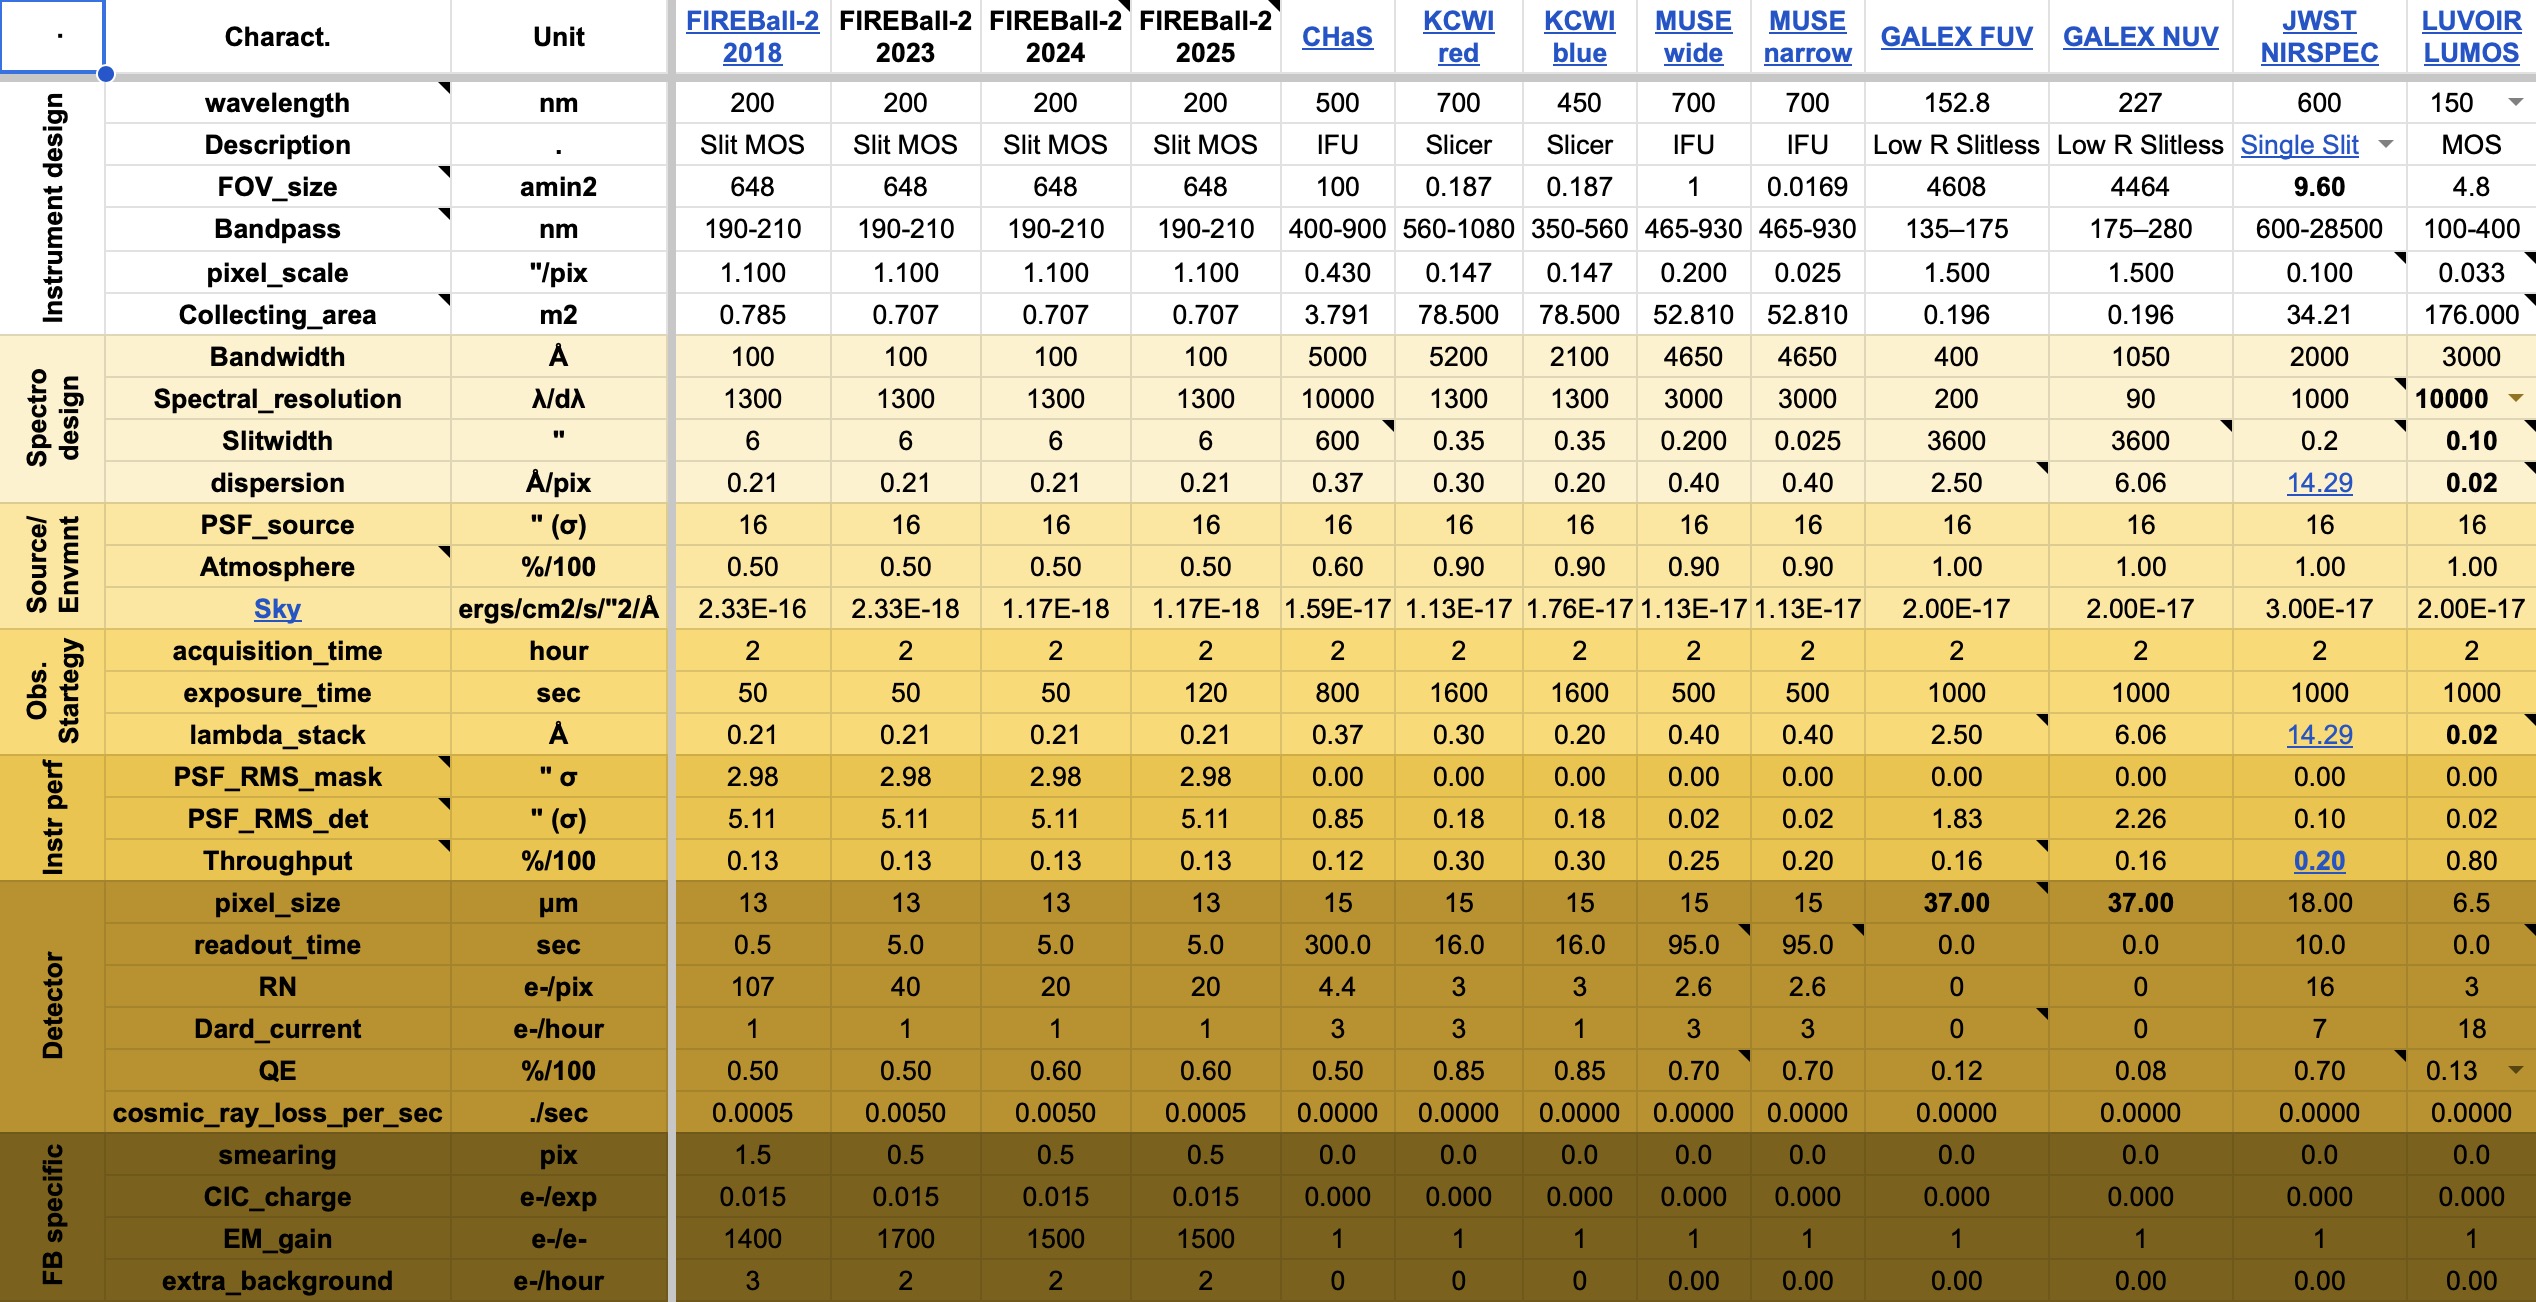 . Charact. Unit FIREBall-2 2018 FIREBall-2 2023 FIREBall-2 2024 FIREBall-2 2025 CHaS KCWI red KCWI blue MUSE wide MUSE narrow GALEX FUV GALEX NUV JWST NIRSPEC LUVOIR LUMOS
Instrument design
wavelength nm 200 200 200 200 500 700 450 700 700 152.8 227 600 150
Description . Slit MOS Slit MOS Slit MOS Slit MOS IFU Slicer Slicer IFU IFU Low R Slitless Low R Slitless Single Slit MOS
FOV_size amin2 648 648 648 648 100 0.187 0.187 1 0.0169 4608 4464 9.60 4.8
Bandpass nm 190-210 190-210 190-210 190-210 400-900 560-1080 350-560 465-930 465-930 135–175 175–280 600-28500 100-400
pixel_scale "/pix 1.100 1.100 1.100 1.100 0.430 0.147 0.147 0.200 0.025 1.500 1.500 0.100 0.033
Collecting_area m2 0.785 0.707 0.707 0.707 3.791 78.500 78.500 52.810 52.810 0.196 0.196 34.21 176.000
Spectro design
Bandwidth Å 100 100 100 100 5000 5200 2100 4650 4650 400 1050 2000 3000
Spectral_resolution λ/dλ 1300 1300 1300 1300 10000 1300 1300 3000 3000 200 90 1000 10000
Slitwidth " 6 6 6 6 600 0.35 0.35 0.200 0.025 3600 3600 0.2 0.10
dispersion Å/pix 0.21 0.21 0.21 0.21 0.37 0.30 0.20 0.40 0.40 2.50 6.06 14.29 0.02
Source/ Envmnt
PSF_source " (σ) 16 16 16 16 16 16 16 16 16 16 16 16 16
Atmosphere %/100 0.50 0.50 0.50 0.50 0.60 0.90 0.90 0.90 0.90 1.00 1.00 1.00 1.00
Sky ergs/cm2/s/"2/Å 2.33E-16 2.33E-18 1.17E-18 1.17E-18 1.59E-17 1.13E-17 1.76E-17 1.13E-17 1.13E-17 2.00E-17 2.00E-17 3.00E-17 2.00E-17
Obs. Startegy
acquisition_time hour 2 2 2 2 2 2 2 2 2 2 2 2 2
exposure_time sec 50 50 50 120 800 1600 1600 500 500 1000 1000 1000 1000
lambda_stack Å 0.21 0.21 0.21 0.21 0.37 0.30 0.20 0.40 0.40 2.50 6.06 14.29 0.02
Instr perf
PSF_RMS_mask " σ 2.98 2.98 2.98 2.98 0.00 0.00 0.00 0.00 0.00 0.00 0.00 0.00 0.00
PSF_RMS_det " (σ) 5.11 5.11 5.11 5.11 0.85 0.18 0.18 0.02 0.02 1.83 2.26 0.10 0.02
Throughput %/100 0.13 0.13 0.13 0.13 0.12 0.30 0.30 0.25 0.20 0.16 0.16 0.20 0.80
Detector
pixel_size µm 13 13 13 13 15 15 15 15 15 37.00 37.00 18.00 6.5
readout_time sec 0.5 5.0 5.0 5.0 300.0 16.0 16.0 95.0 95.0 0.0 0.0 10.0 0.0
RN e-/pix 107 40 20 20 4.4 3 3 2.6 2.6 0 0 16 3
Dard_current e-/hour 1 1 1 1 3 3 1 3 3 0 0 7 18
QE %/100 0.50 0.50 0.60 0.60 0.50 0.85 0.85 0.70 0.70 0.12 0.08 0.70 0.13
cosmic_ray_loss_per_sec ./sec 0.0005 0.0050 0.0050 0.0005 0.0000 0.0000 0.0000 0.0000 0.0000 0.0000 0.0000 0.0000 0.0000
FB specific
smearing pix 1.5 0.5 0.5 0.5 0.0 0.0 0.0 0.0 0.0 0.0 0.0 0.0 0.0
CIC_charge e-/exp 0.015 0.015 0.015 0.015 0.000 0.000 0.000 0.000 0.000 0.000 0.000 0.000 0.000
EM_gain e-/e- 1400 1700 1500 1500 1 1 1 1 1 1 1 1 1
extra_background e-/hour 3 2 2 2 0 0 0 0.00 0.00 0.00 0.00 0.00 0.00